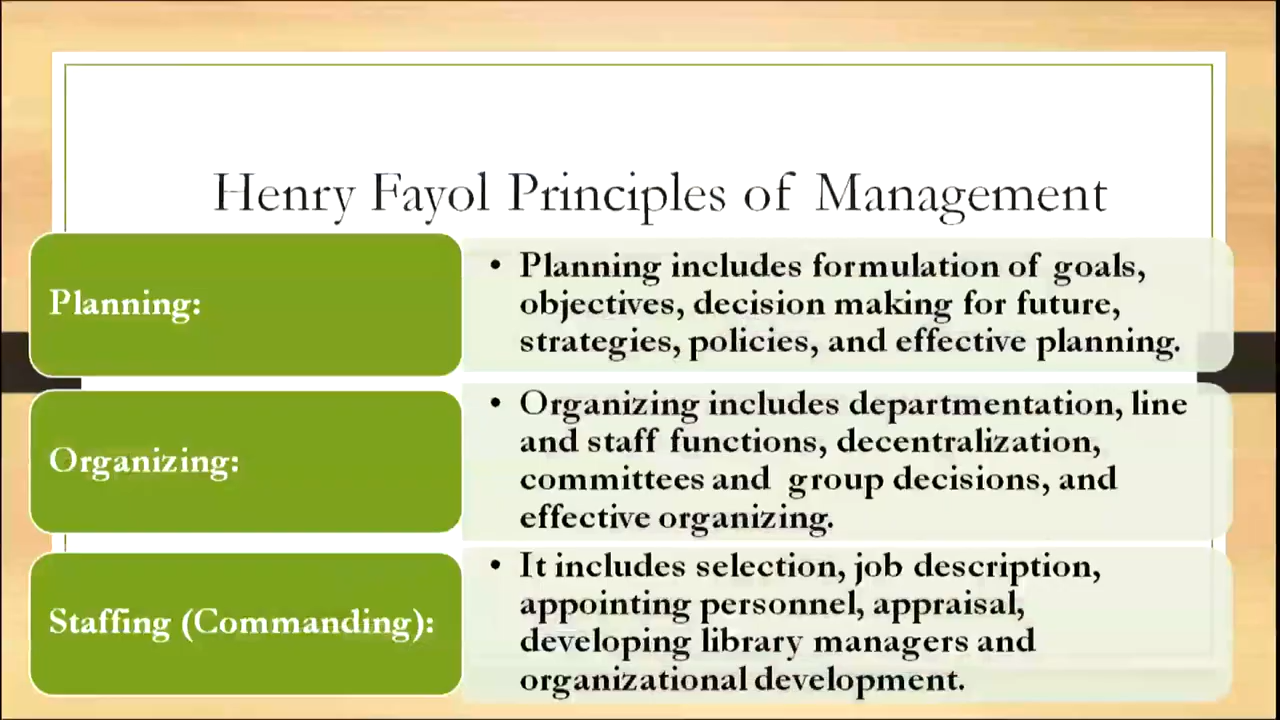 Henry Fayol Principles of Management
Planning:
• Planning includes formulation of goals,
objectives, decision making for future,
strategies, policies, and effective planning.
Organizing:
• Organizing includes departmentation, line
and staff functions, decentralization,
committees and group decisions, and
effective organizing.
Staffing (Commanding):
• It includes selection, job description,
appointing personnel, appraisal,
developing library managers and
organizational development.